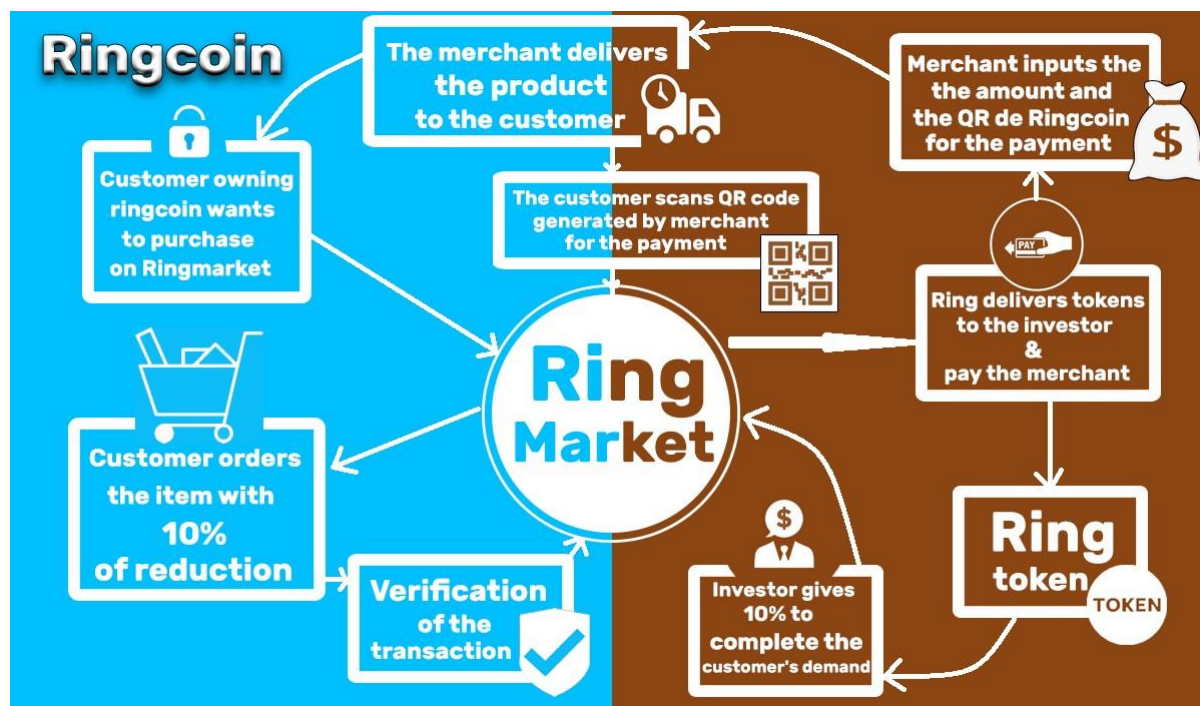 Ringcoin
The merchant delivers
the product
to the customer
Merchant inputs the
the amount and
the QR de Ringcoin
for the payment
$
Customer owning
ringcoin wants
to purchase
on Ringmarket
The customer scans QR code
generated by merchant
for the payment
PAY
Ring delivers tokens
to the investor
&
pay the merchant
Ring
Market
Customer orders
the item with
10%
of reduction
Verification
of the
transaction
$
Investor gives
10% to
complete the
customer's demand
Ring
token
TOKEN